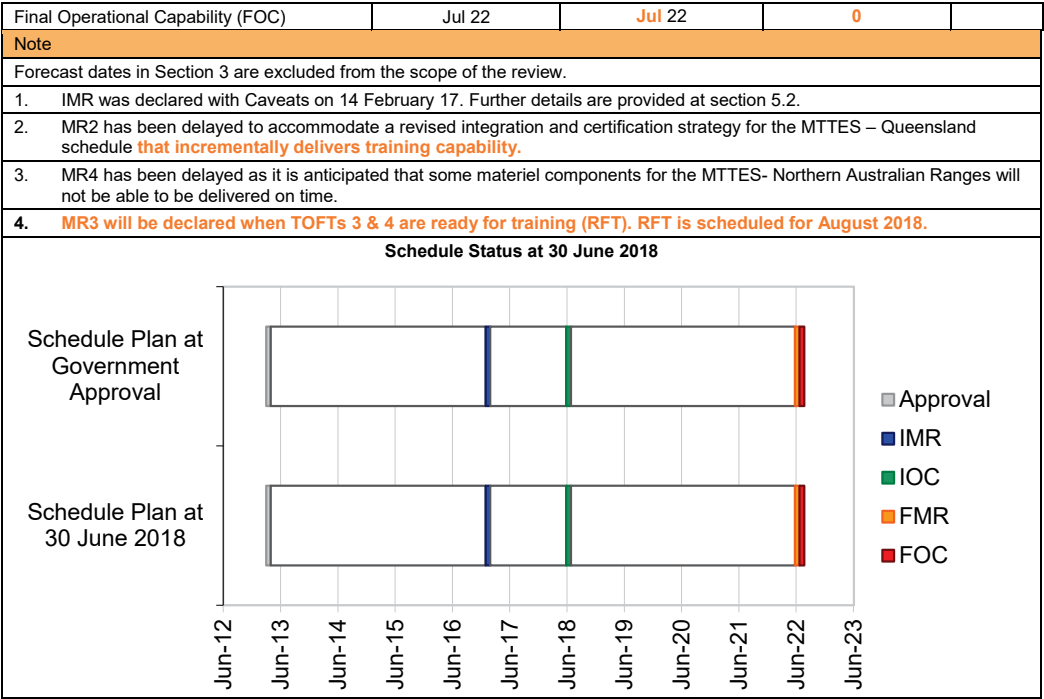 Final Operational Capability (FOC) Jul 22 Jul 22 0
Note
Forecast dates in Section 3 are excluded from the scope of the review.
1. IMR was declared with Caveats on 14 February 17. Further details are provided at section 5.2.
2. MR2 has been delayed to accommodate a revised integration and certification strategy for the MTTES – Queensland
schedule that incrementally delivers training capability.
3. MR4 has been delayed as it is anticipated that some materiel components for the MTTES- Northern Australian Ranges will
not be able to be delivered on time.
4. MR3 will be declared when TOFTs 3 & 4 are ready for training (RFT). RFT is scheduled for August 2018.
Schedule Status at 30 June 2018
Schedule Plan at
Government
Approval
Schedule Plan at
30 June 2018
Approval
IMR
IOC
FMR
FOC
Jun-12
Jun-13
Jun-14
Jun-15
Jun-16
Jun-17
Jun-18
Jun-19
Jun-20
Jun-21
Jun-22
Jun-23